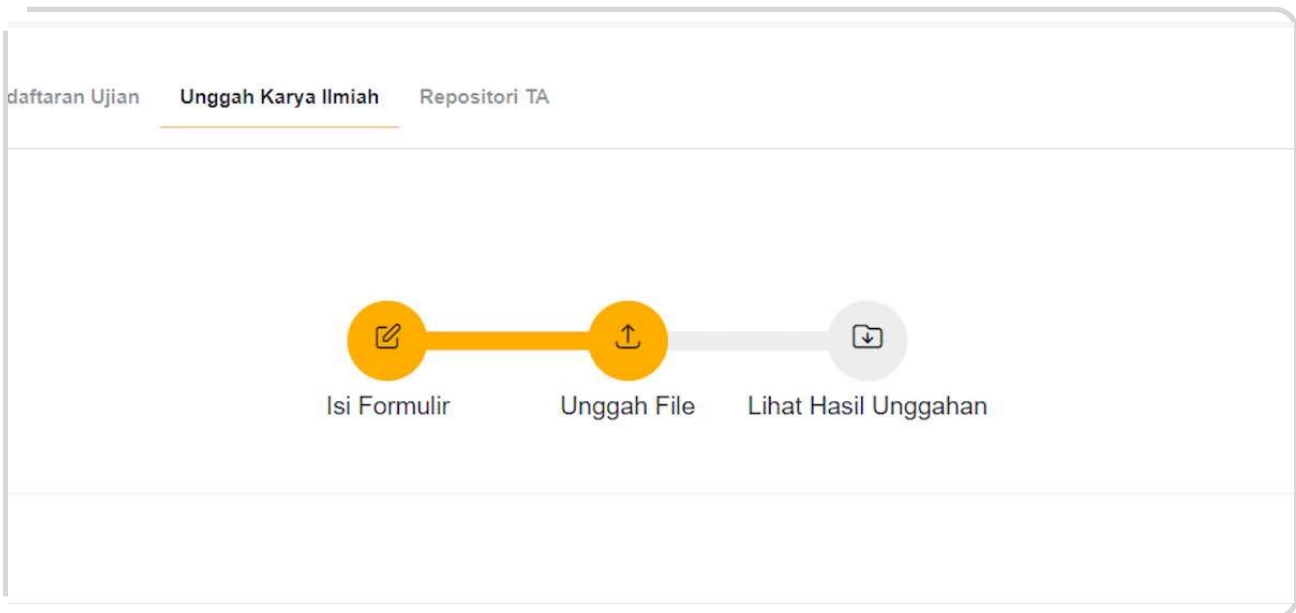 daftaran Ujian Unggah Karya Ilmiah Repositori TA
Isi Formulir Unggah File Lihat Hasil Unggahan